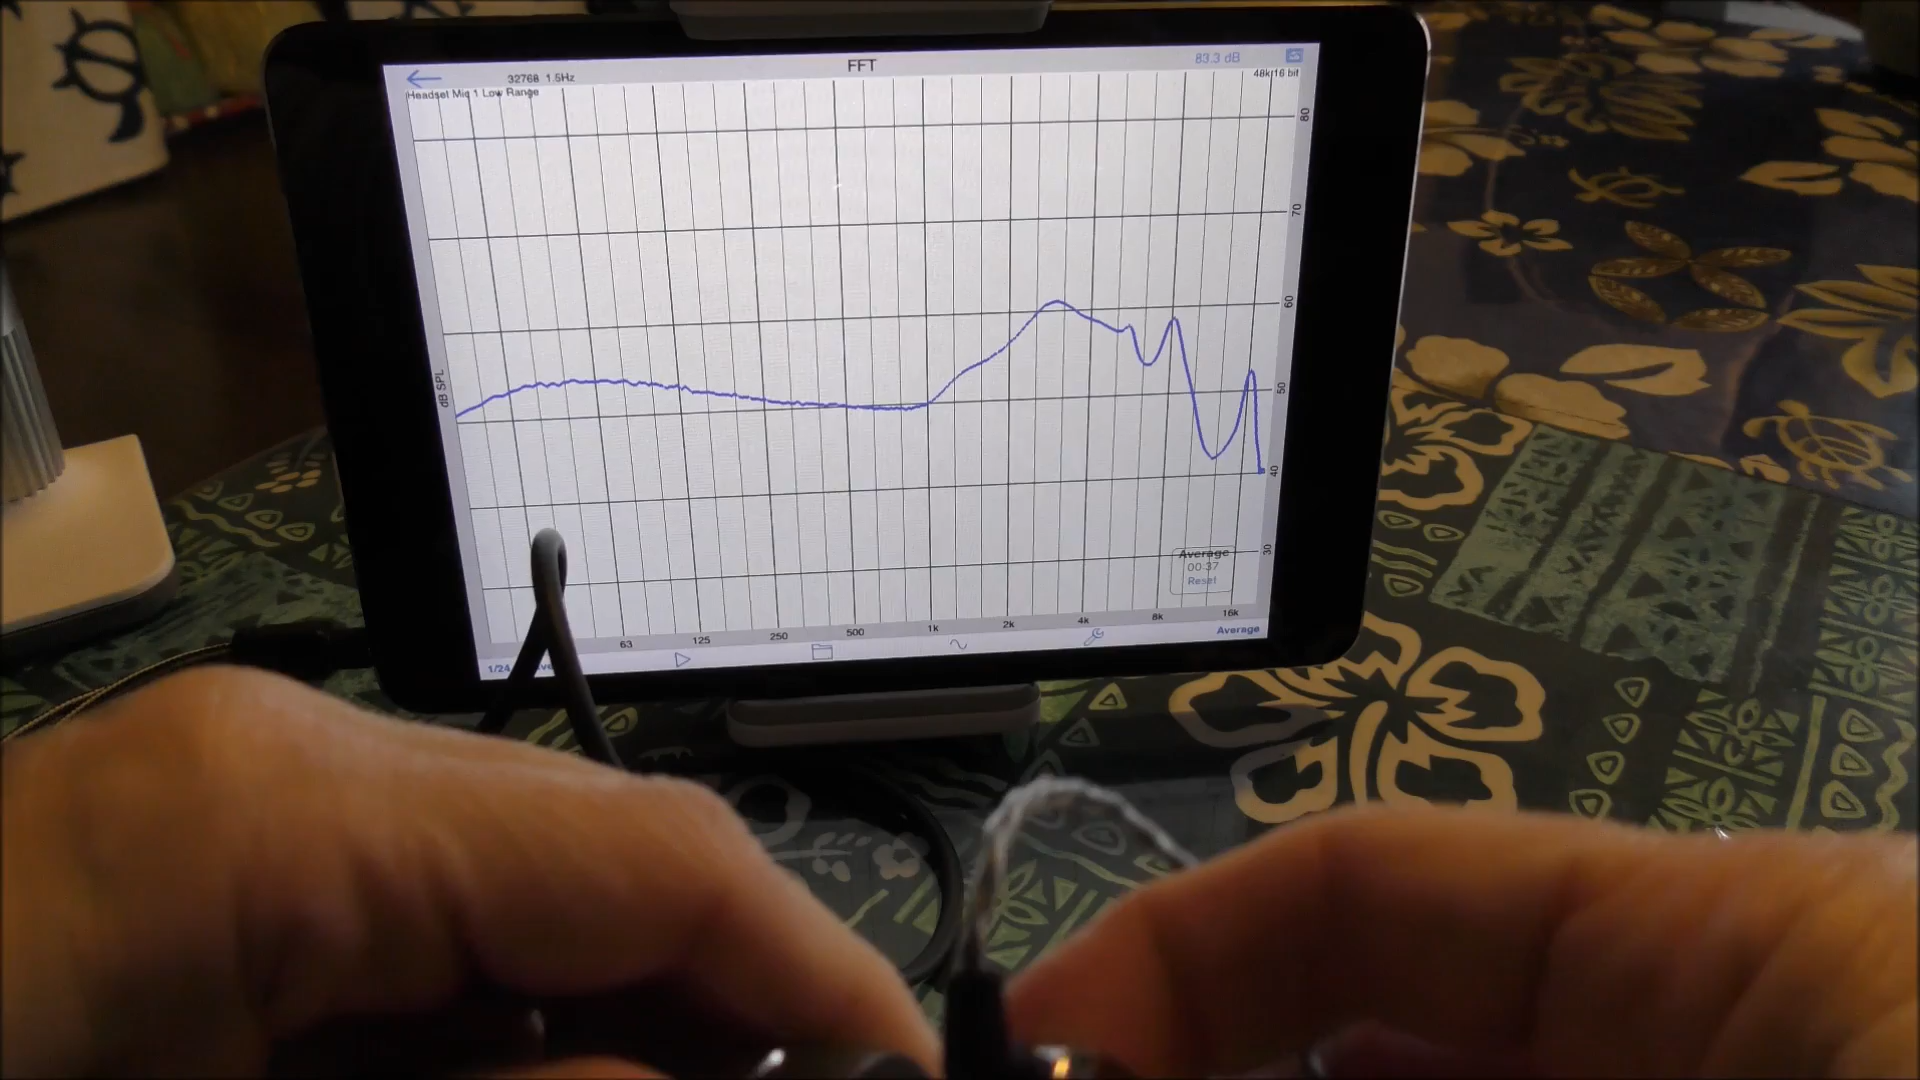 FFT
83.3 dB
32768 1.5Hz
48k|16 bit
Headset Mic 1 Low Range
80
70
60
dB SPL
50
40
30
Average
00:37
Reset
63 125 250 500 1k 2k 4k 8k 16k
1/24
Average